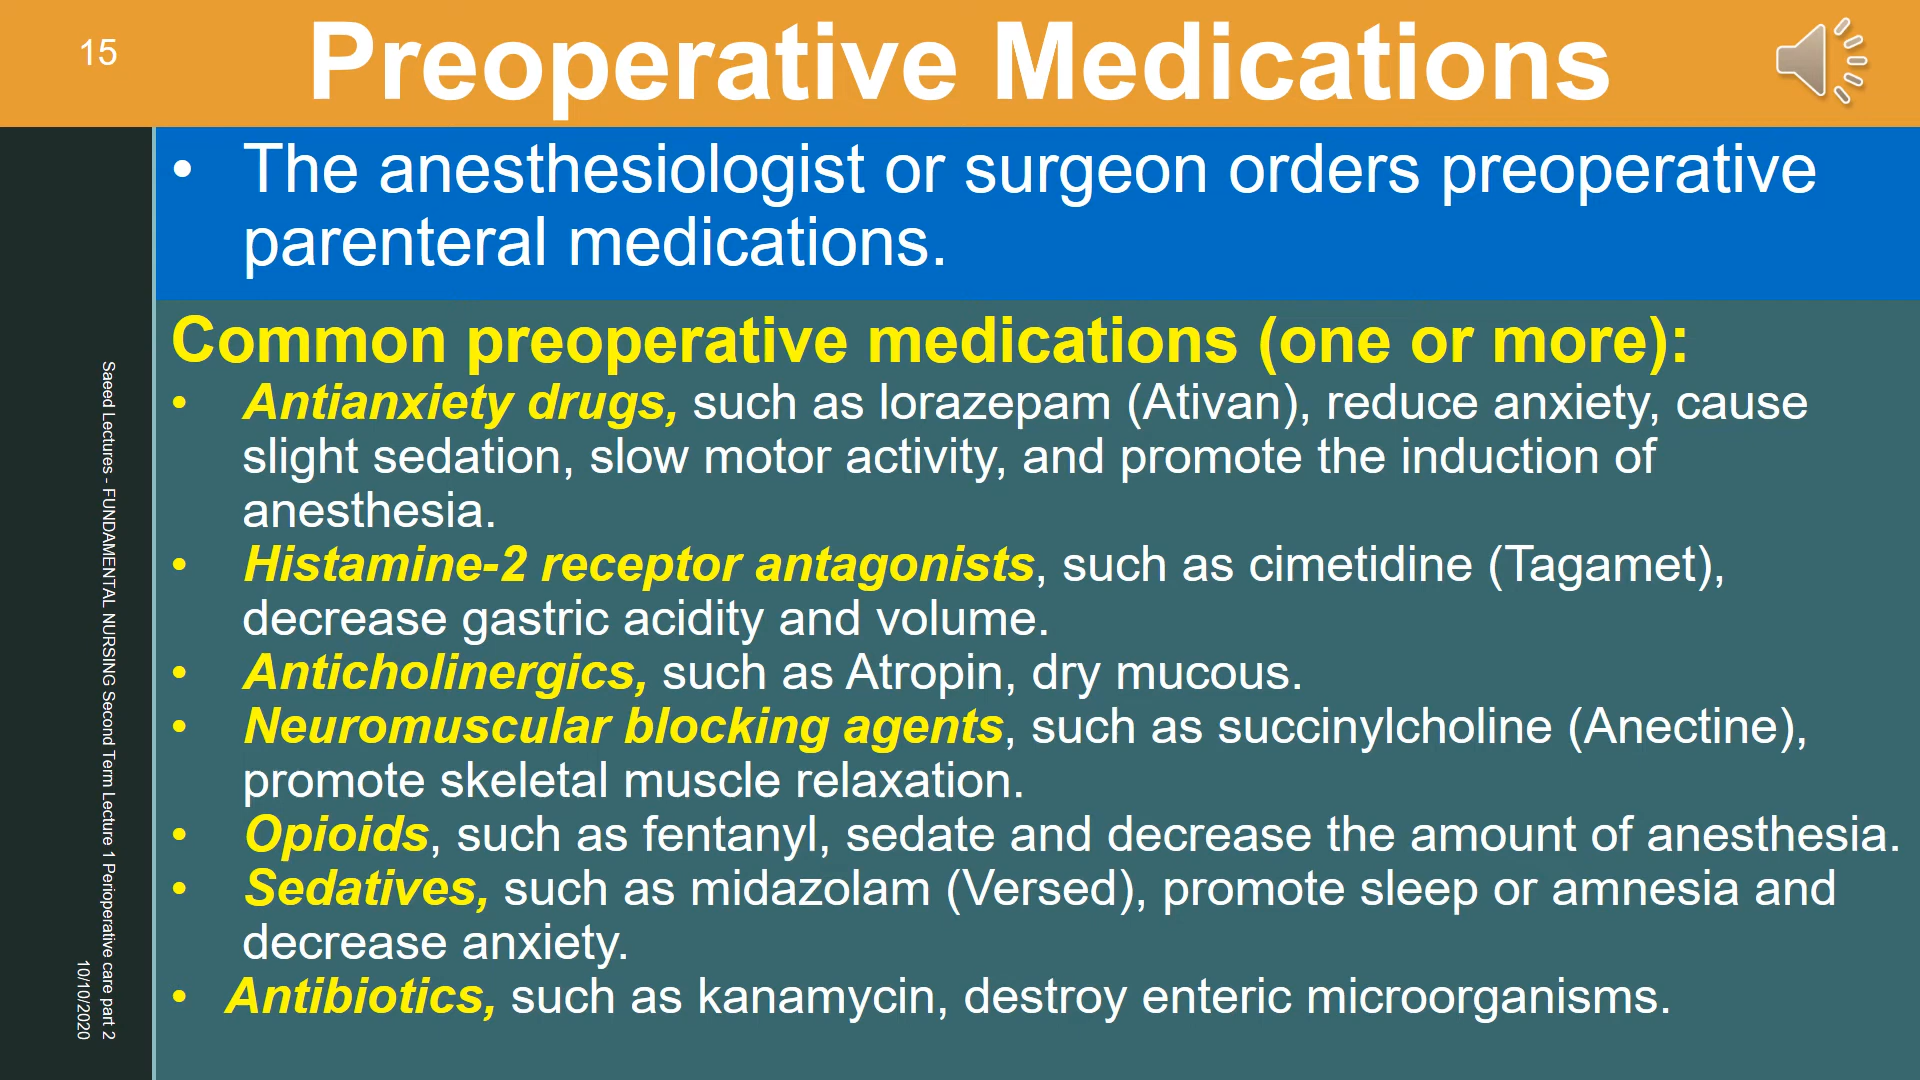 15
Preoperative Medications
• The anesthesiologist or surgeon orders preoperative
parenteral medications.
Common preoperative medications (one or more):
• Antianxiety drugs, such as lorazepam (Ativan), reduce anxiety, cause
slight sedation, slow motor activity, and promote the induction of
anesthesia.
• Histamine-2 receptor antagonists, such as cimetidine (Tagamet),
decrease gastric acidity and volume.
• Anticholinergics, such as Atropin, dry mucous.
• Neuromuscular blocking agents, such as succinylcholine (Anectine),
promote skeletal muscle relaxation.
• Opioids, such as fentanyl, sedate and decrease the amount of anesthesia.
• Sedatives, such as midazolam (Versed), promote sleep or amnesia and
decrease anxiety.
• Antibiotics, such as kanamycin, destroy enteric microorganisms.
Saeed Lectures - FUNDAMENTAL NURSING Second Term Lecture 1 Perioperative care part 2
10/10/2020